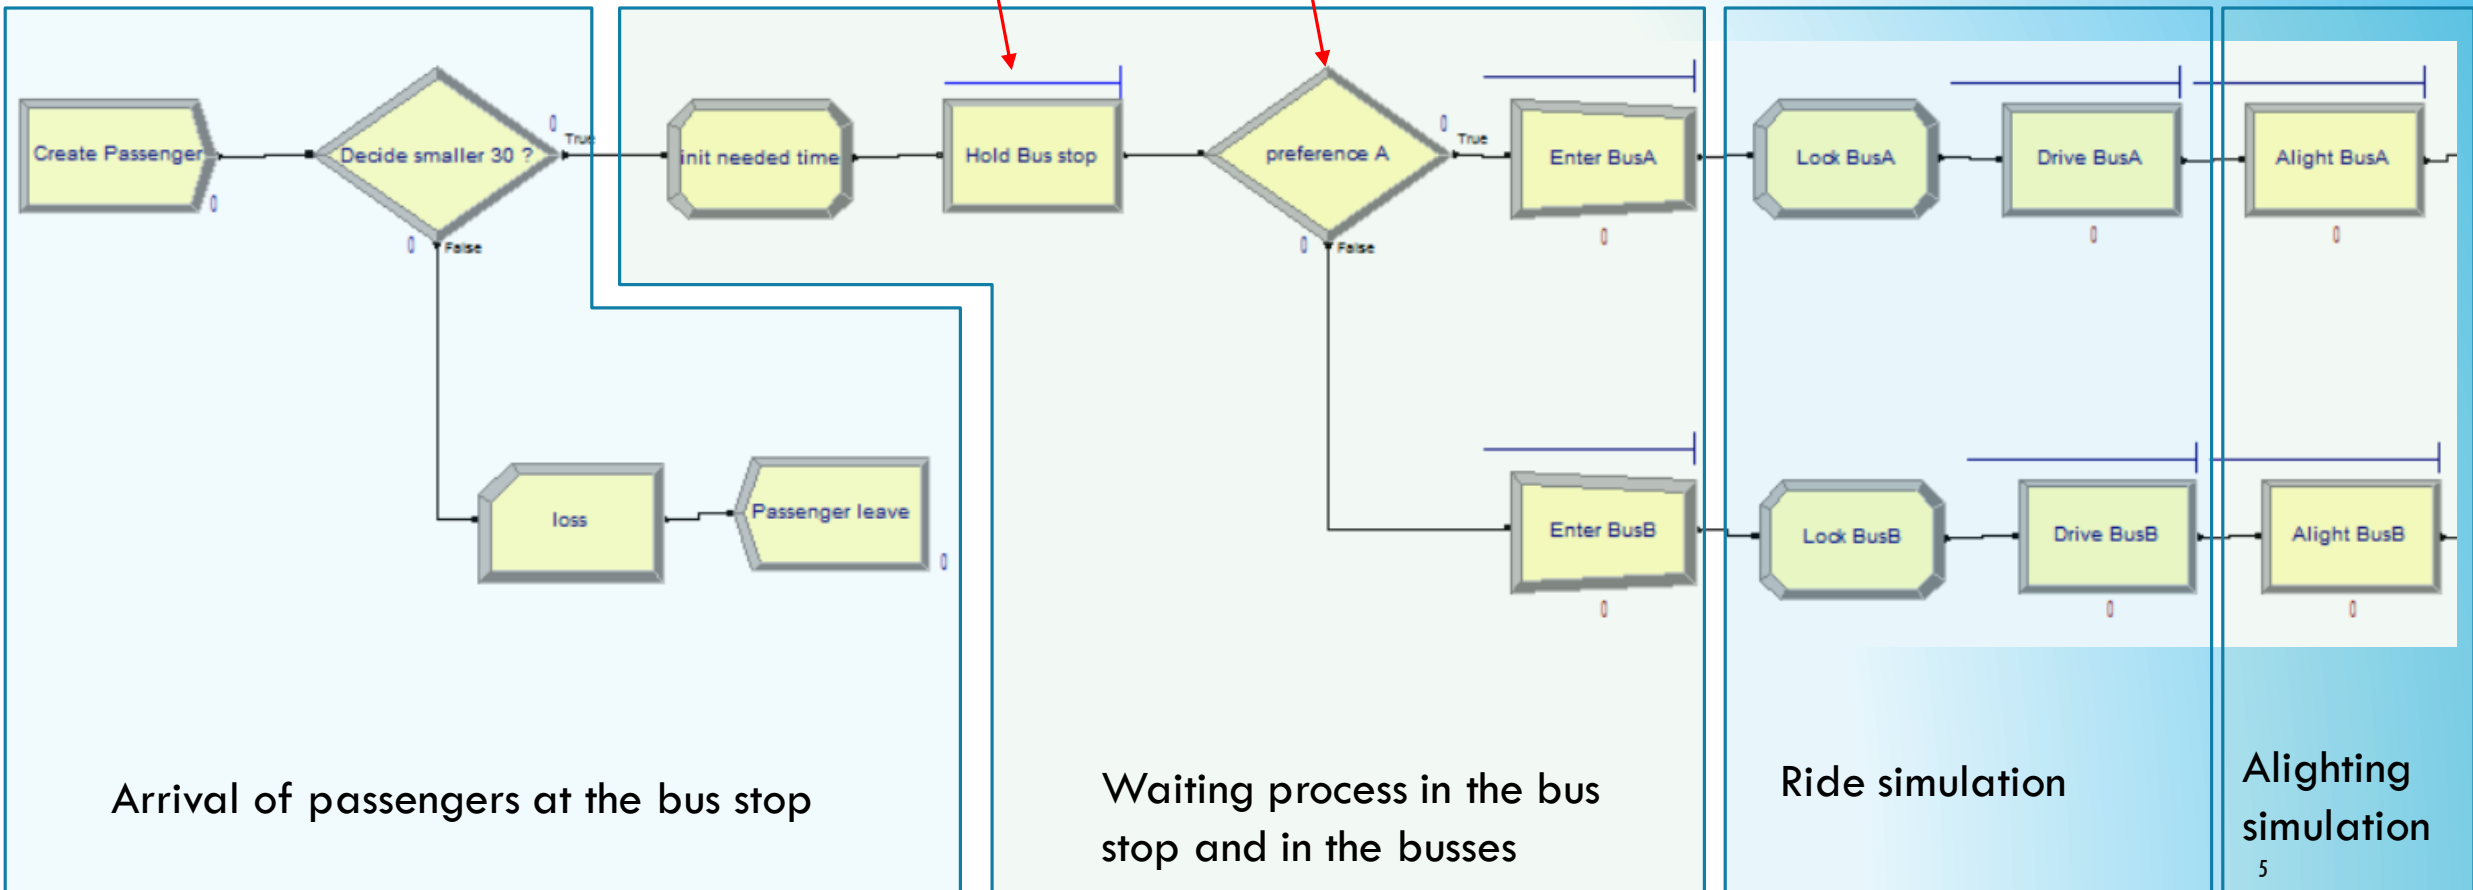 Create Passenger
0
Decide smaller 30 ?
0
True
0
False
loss
Passenger leave
0
init needed time
Hold Bus stop
preference A
0
True
0
False
Enter BusA
0
Enter BusB
0
Lock BusA
Drive BusA
0
Lock BusB
Drive BusB
0
Alight BusA
0
Alight BusB
0
Arrival of passengers at the bus stop
Waiting process in the bus
stop and in the busses
Ride simulation
Alighting
simulation
5